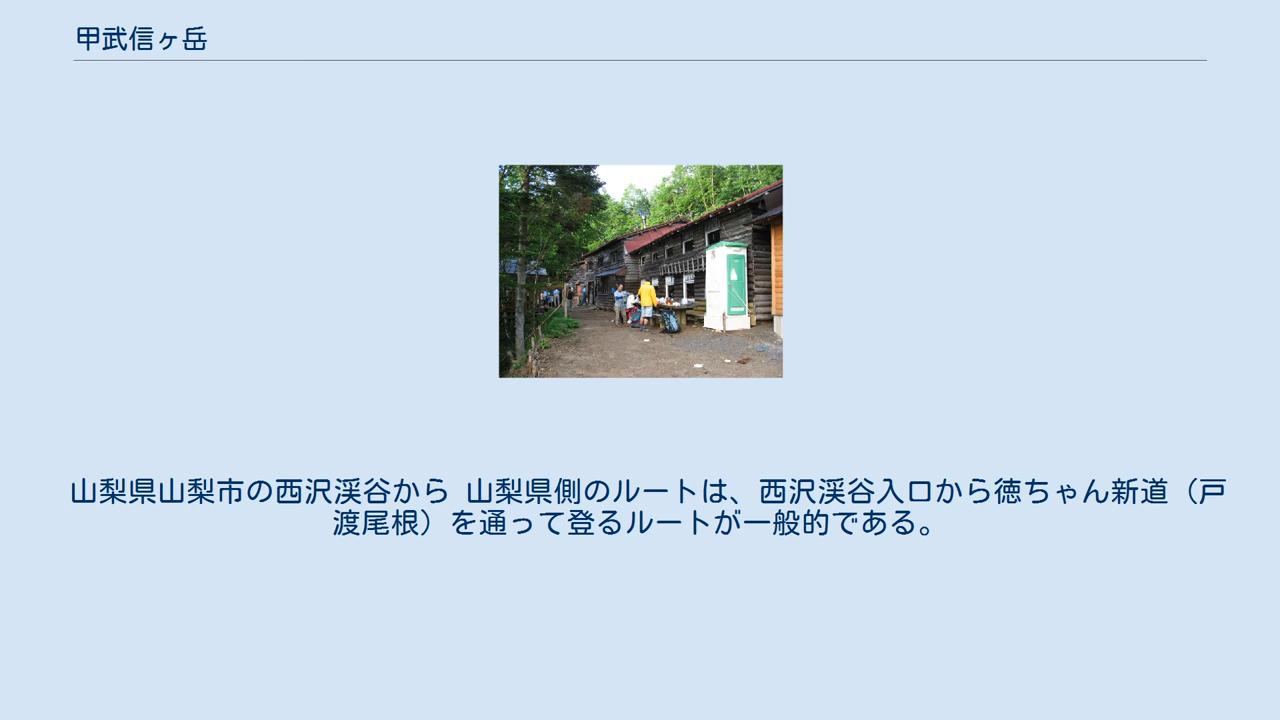 甲武信ヶ岳
山梨県山梨市の西沢渓谷から 山梨県側のルートは、西沢渓谷入口から徳ちゃん新道（戸
渡尾根）を通って登るルートが一般的である。